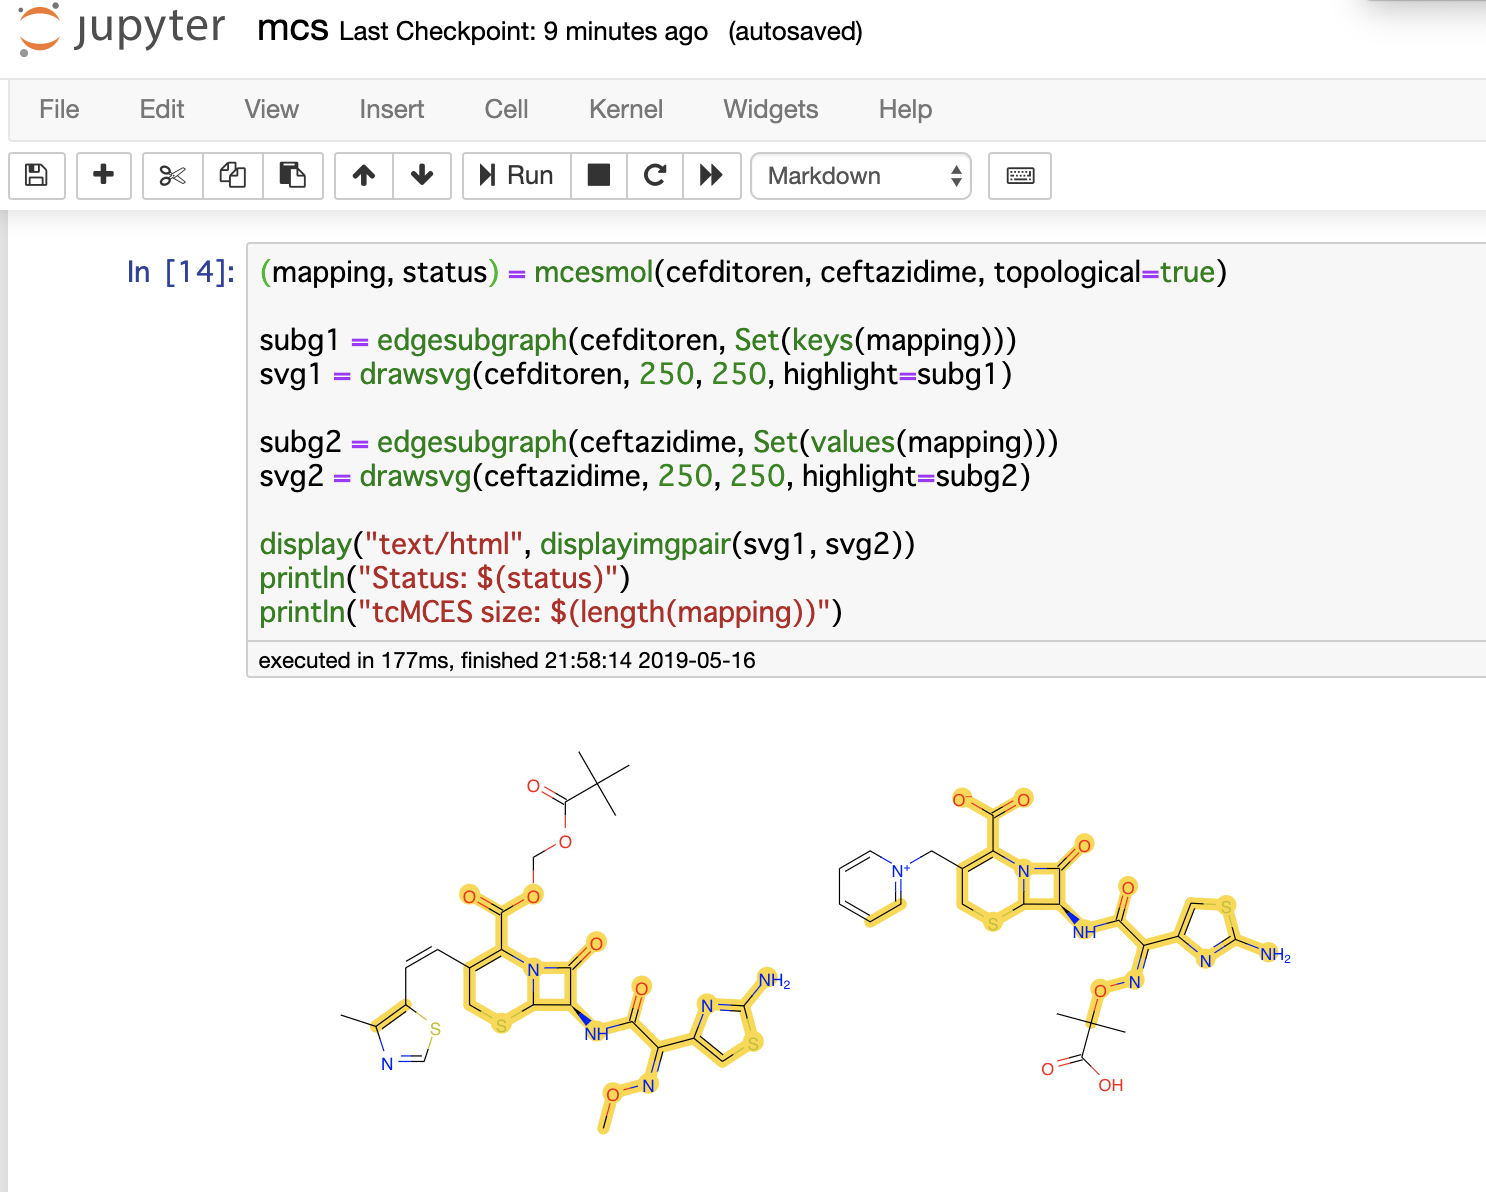 jupyter mcs Last Checkpoint: 9 minutes ago (autosaved)
File Edit View Insert Cell Kernel Widgets Help
Run Markdown
In [14]: (mapping, status) = mcesmol(cefditoren, ceftazidime, topological=true)
subg1 = edgesubgraph(cefditoren, Set(keys(mapping)))
svg1 = drawsvg(cefditoren, 250, 250, highlight=subg1)
subg2 = edgesubgraph(ceftazidime, Set(values(mapping)))
svg2 = drawsvg(ceftazidime, 250, 250, highlight=subg2)
display("text/html", displayimgpair(svg1, svg2))
println("Status: $(status)")
println("tcMCES size: $(length(mapping))")
executed in 177ms, finished 21:58:14 2019-05-16
O
O
O O
O
N
S
NH
O
N
NH2
S
S
N
N
O
O- O
O
N+ N
S
NH
O
S
N
NH2
N
O
O
OH